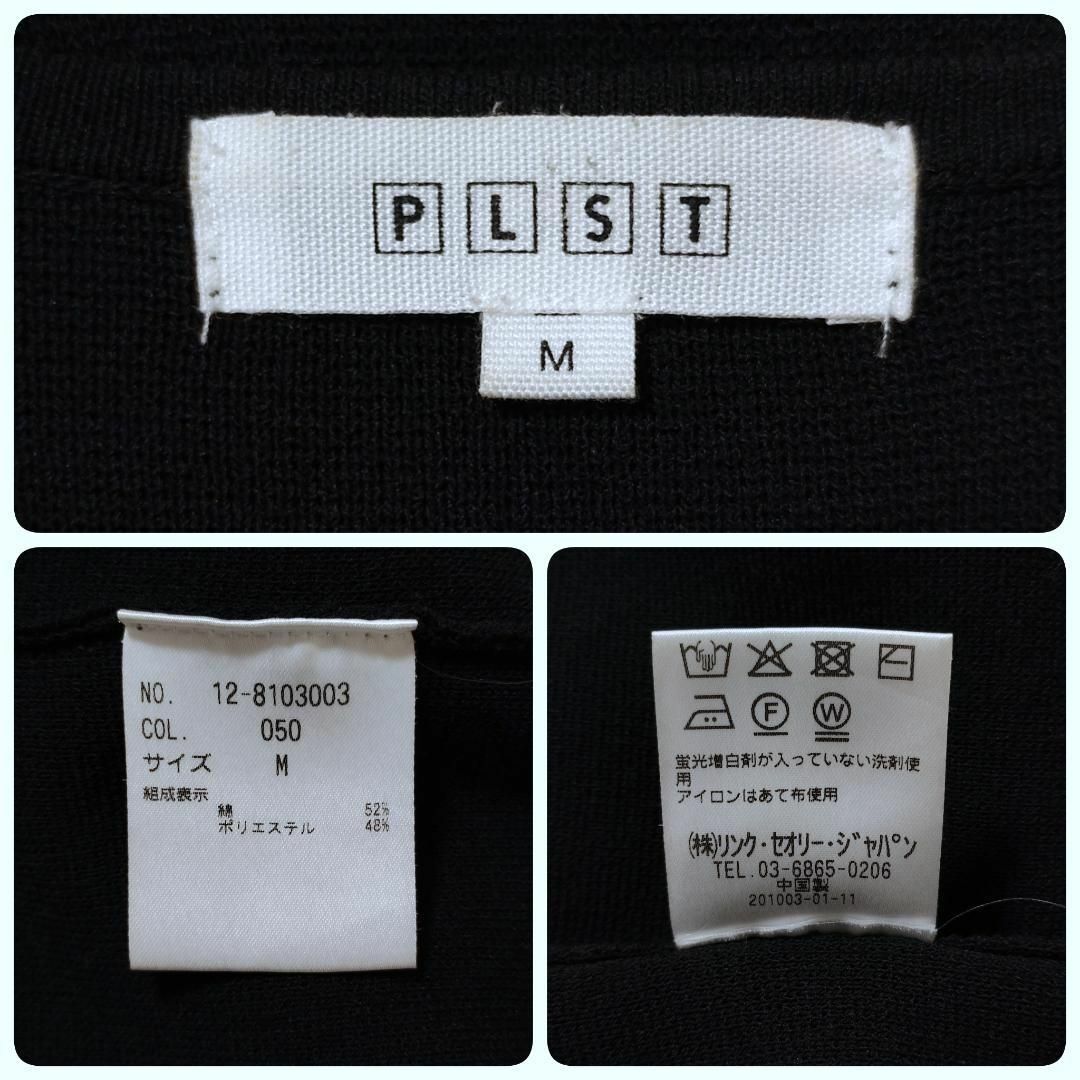 PLST
M
NO. 12-8103003
COL. 050
サイズ M
組成表示
綿 52%
ポリエステル 48%
F W
蛍光増白剤が入っていない洗剤使
用
アイロンはあて布使用
㈱リンク・セオリー・ジャパン
TEL.03-6865-0206
中国製
201003-01-11